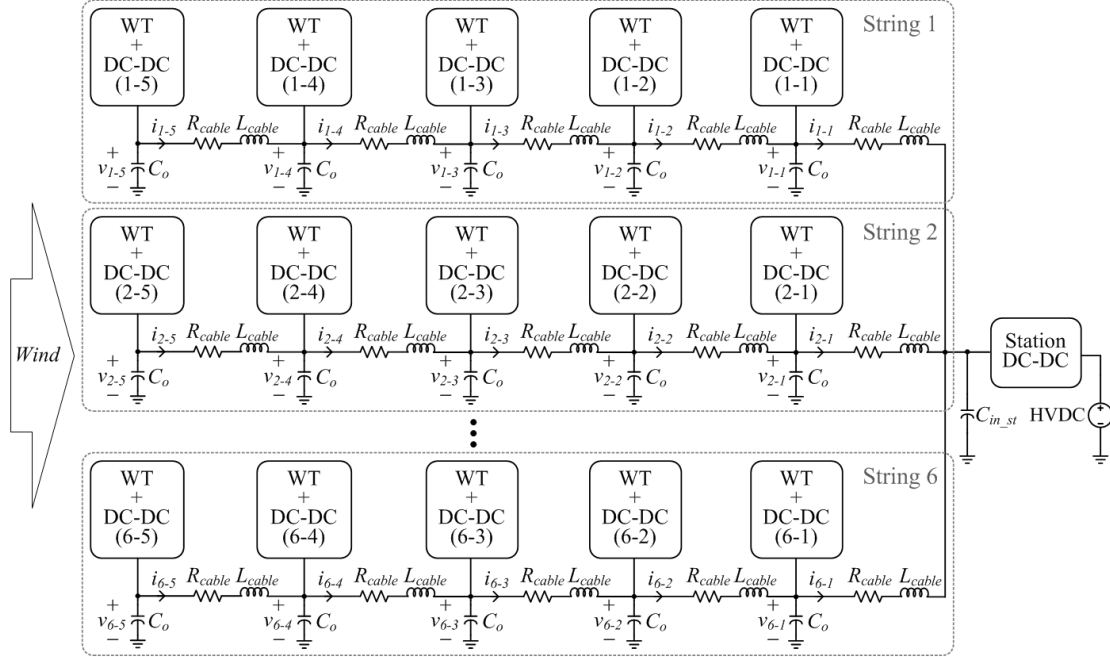 String 1
WT
+
DC-DC
(1-5)
WT
+
DC-DC
(1-4)
WT
+
DC-DC
(1-3)
WT
+
DC-DC
(1-2)
WT
+
DC-DC
(1-1)
i1-5 Rcable Lcable i1-4 Rcable Lcable i1-3 Rcable Lcable i1-2 Rcable Lcable i1-1 Rcable Lcable
+ + + + +
v1-5 Co v1-4 Co v1-3 Co v1-2 Co v1-1 Co
− − − − −
String 2
WT
+
DC-DC
(2-5)
WT
+
DC-DC
(2-4)
WT
+
DC-DC
(2-3)
WT
+
DC-DC
(2-2)
WT
+
DC-DC
(2-1)
i2-5 Rcable Lcable i2-4 Rcable Lcable i2-3 Rcable Lcable i2-2 Rcable Lcable i2-1 Rcable Lcable
+ + + + +
v2-5 Co v2-4 Co v2-3 Co v2-2 Co v2-1 Co
− − − − −
Wind
Station
DC-DC
Cin_st
HVDC
+
−
String 6
WT
+
DC-DC
(6-5)
WT
+
DC-DC
(6-4)
WT
+
DC-DC
(6-3)
WT
+
DC-DC
(6-2)
WT
+
DC-DC
(6-1)
i6-5 Rcable Lcable i6-4 Rcable Lcable i6-3 Rcable Lcable i6-2 Rcable Lcable i6-1 Rcable Lcable
+ + + + +
v6-5 Co v6-4 Co v6-3 Co v6-2 Co v6-1 Co
− − − − −